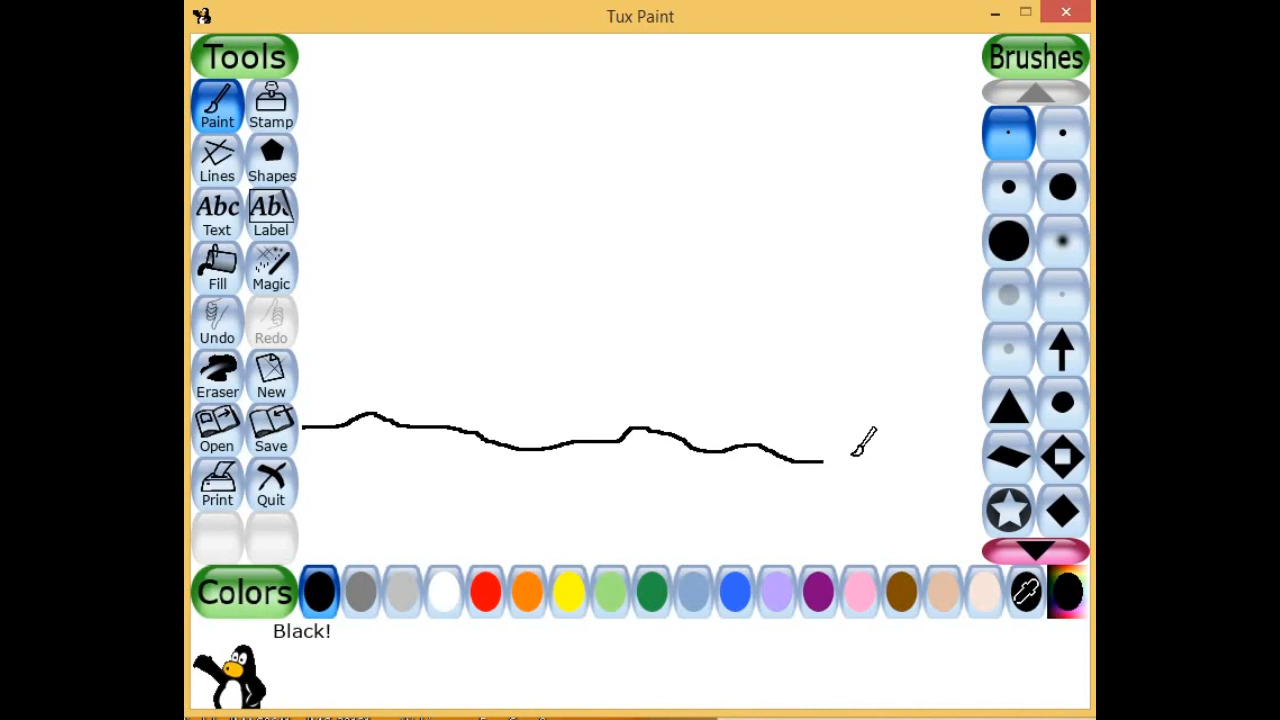 Tux Paint
Tools
Brushes
Paint
Stamp
Lines
Shapes
Abc
Abc
Text
Label
Fill
Magic
Undo
Redo
Eraser
New
Open
Save
Print
Quit
Colors
Black!